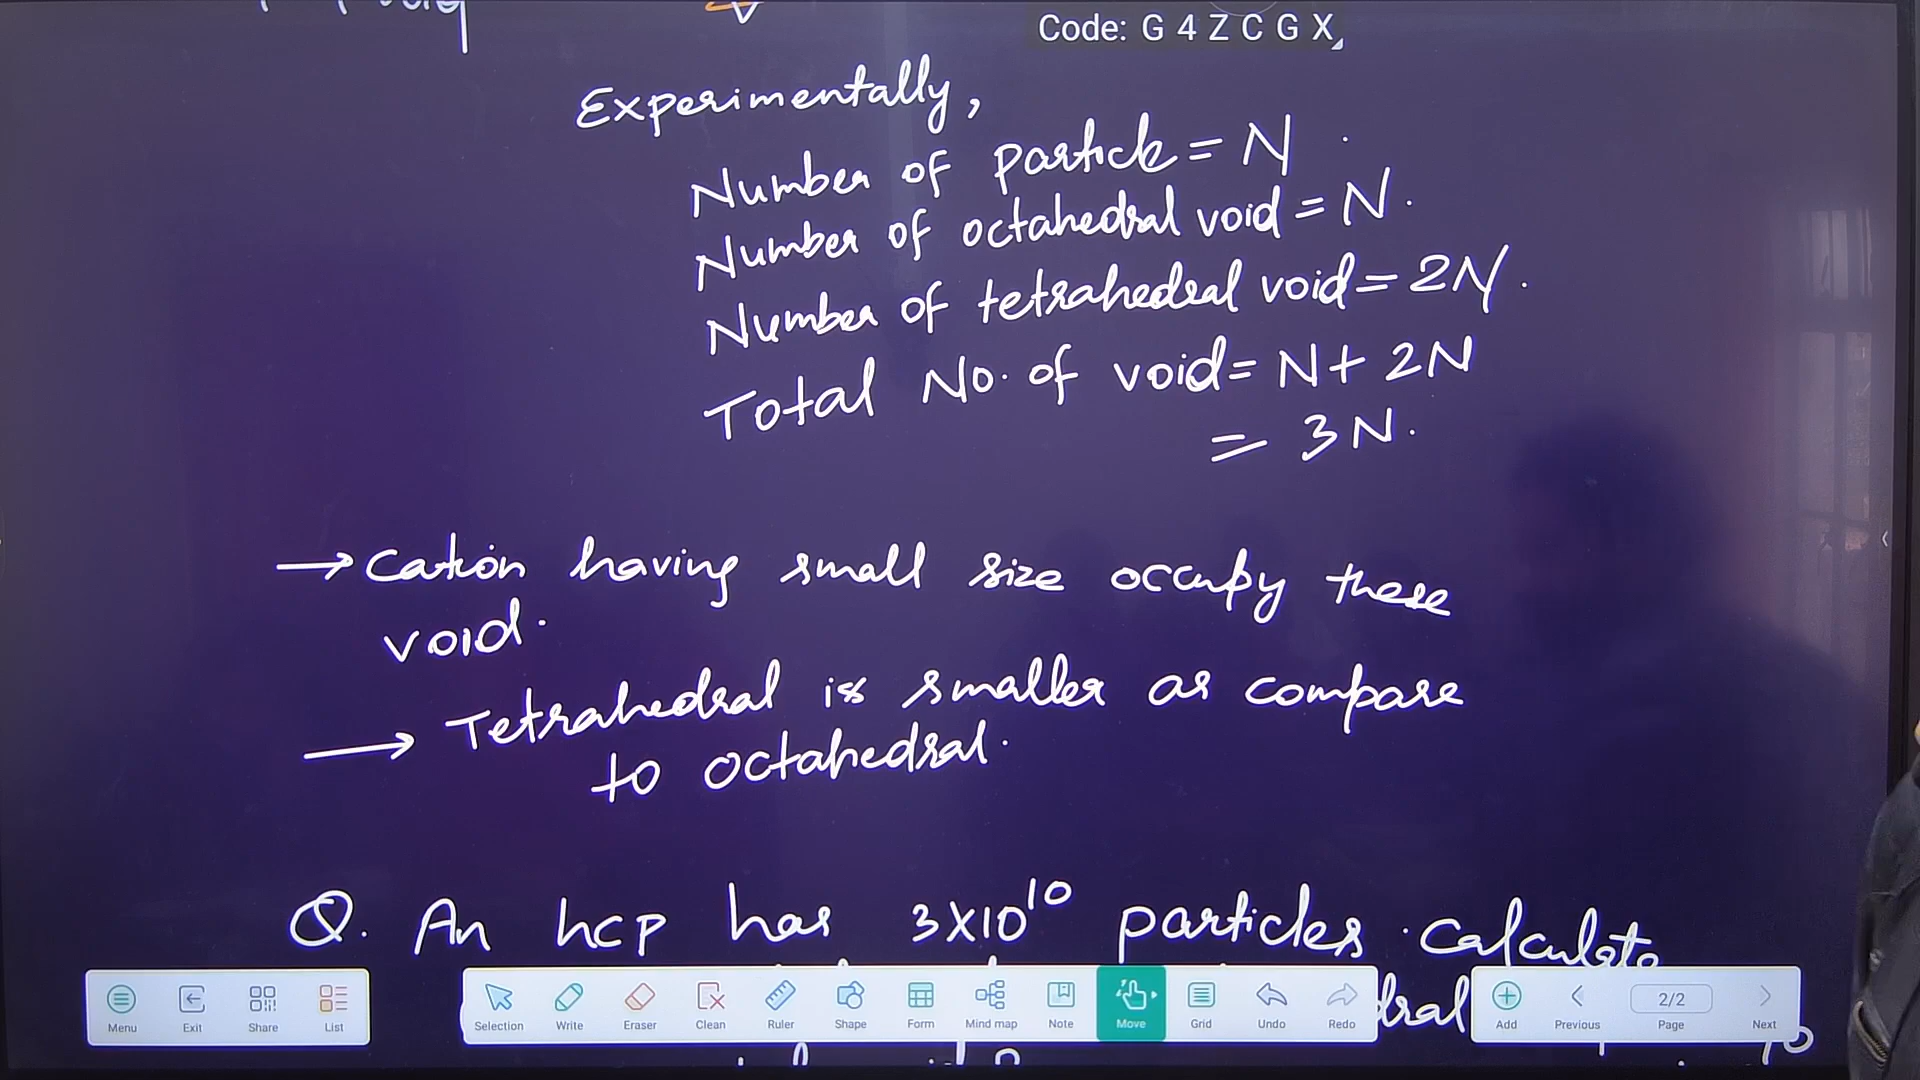 Code: G 4 Z C G X
Experimentally,
Number of particle = N
Number of octahedral void = N.
Number of tetrahedral void = 2N.
Total No. of void = N + 2N
= 3N.
→ Cation having small size occupy these
void.
→ Tetrahedral is smaller as compare
to octahedral.
Q. An hcp has 3X10¹⁰ particles. Calculate
Menu Exit Share List Selection Write Eraser Clean Ruler Shape Form Mind map Note Move Grid Undo Redo Add Previous 2/2 Page Next